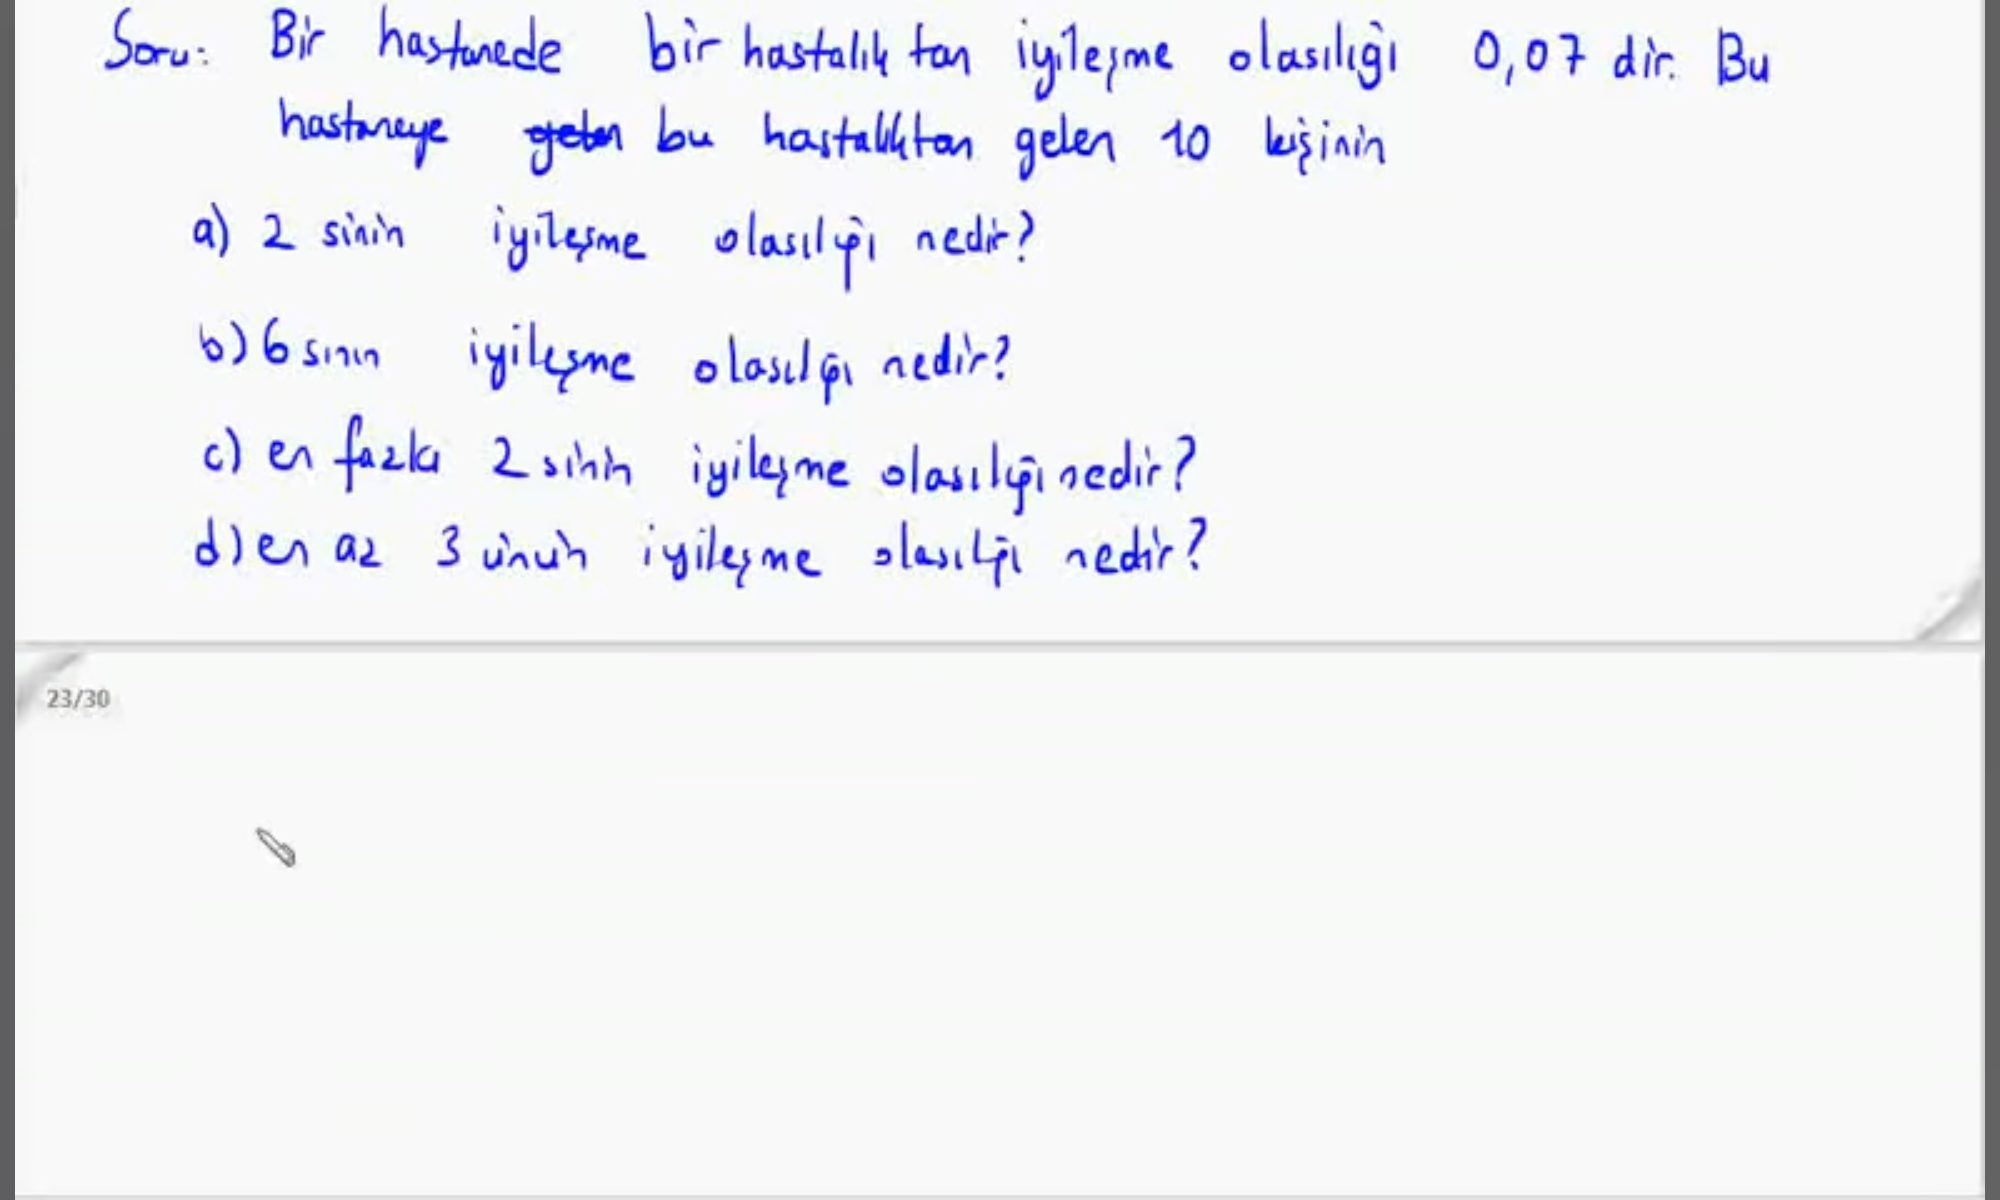 Soru: Bir hastanede bir hastalıktan iyileşme olasılığı 0,07 dir. Bu
hastaneye gelen bu hastalıktan gelen 10 kişinin
a) 2 sinin iyileşme olasılığı nedir?
b) 6 sının iyileşme olasılığı nedir?
c) en fazla 2 sinin iyileşme olasılığı nedir?
d) en az 3 ünün iyileşme olasılığı nedir?
23/30